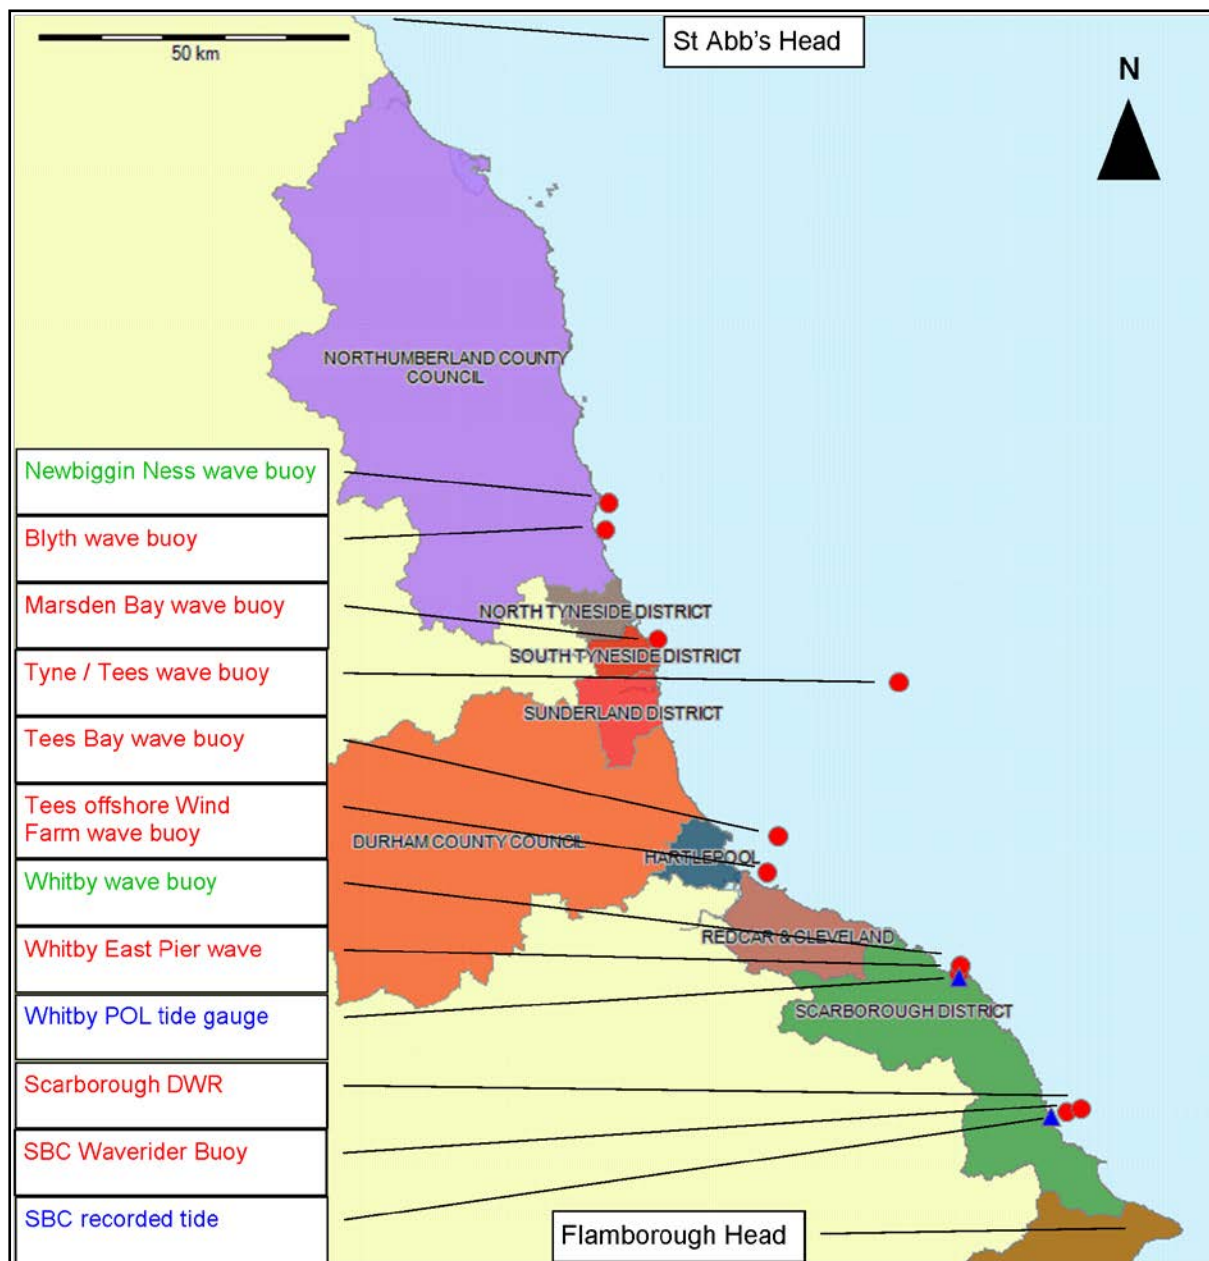 St Abb's Head
50 km
N
NORTHUMBERLAND COUNTY
COUNCIL
Newbiggin Ness wave buoy
Blyth wave buoy
Marsden Bay wave buoy
NORTH TYNESIDE DISTRICT
SOUTH TYNESIDE DISTRICT
Tyne / Tees wave buoy
SUNDERLAND DISTRICT
Tees Bay wave buoy
Tees offshore Wind
Farm wave buoy
DURHAM COUNTY COUNCIL
HARTLEPOOL
Whitby wave buoy
REDCAR & CLEVELAND
Whitby East Pier wave
Whitby POL tide gauge
SCARBOROUGH DISTRICT
Scarborough DWR
SBC Waverider Buoy
SBC recorded tide
Flamborough Head